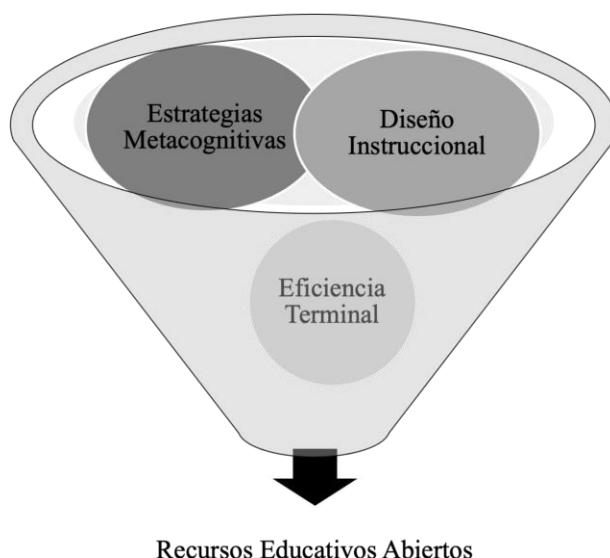 Estrategias
Metacognitivas
Diseño
Instruccional
Eficiencia
Terminal
Recursos Educativos Abiertos